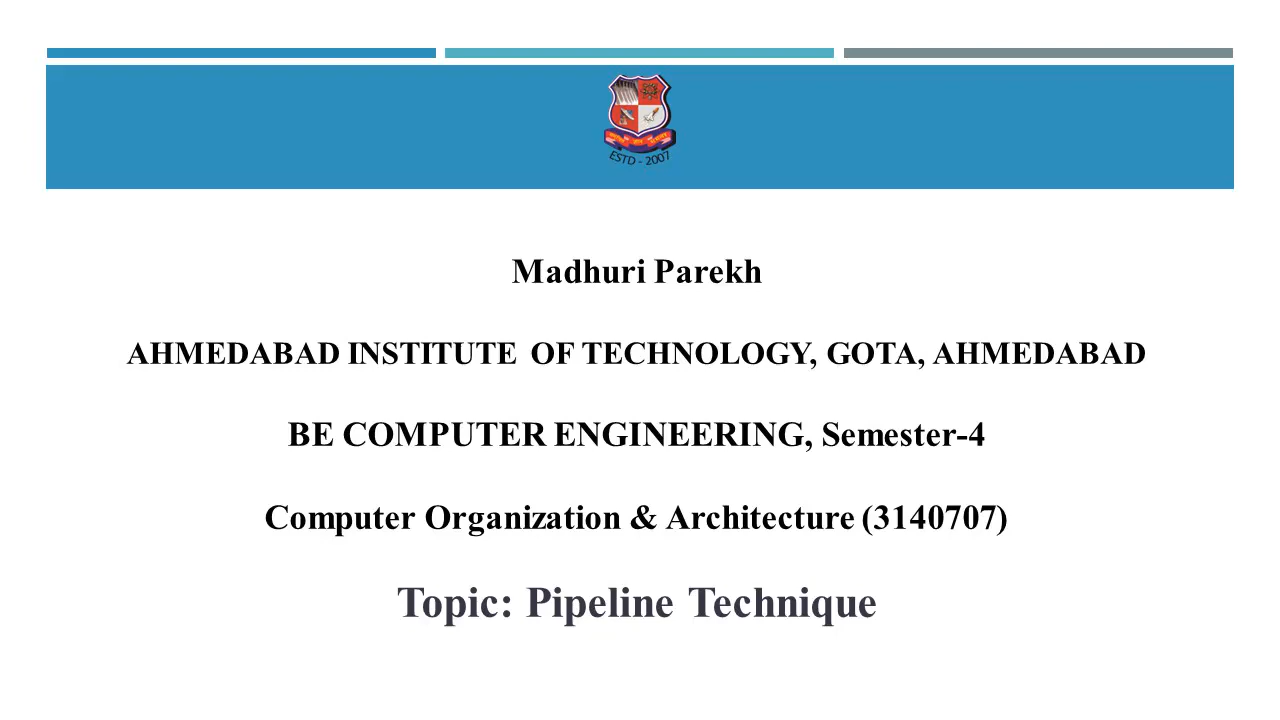 ESTD - 2007
Madhuri Parekh
AHMEDABAD INSTITUTE OF TECHNOLOGY, GOTA, AHMEDABAD
BE COMPUTER ENGINEERING, Semester-4
Computer Organization & Architecture (3140707)
Topic: Pipeline Technique